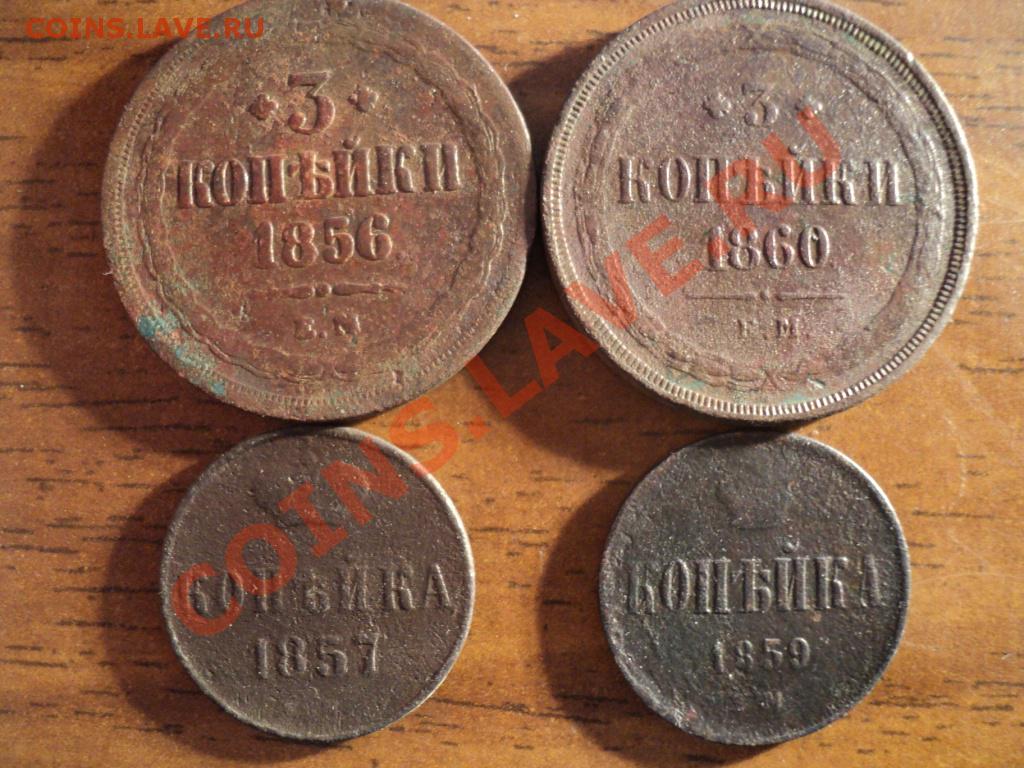 COINS.LAVE.RU
3
КОПѢЙКИ
1856
Е.М
3
КОПѢЙКИ
1860
Е.М.
КОПѢЙКА
1857
КОПѢЙКА
1859
М
COINS.LAVE.RU